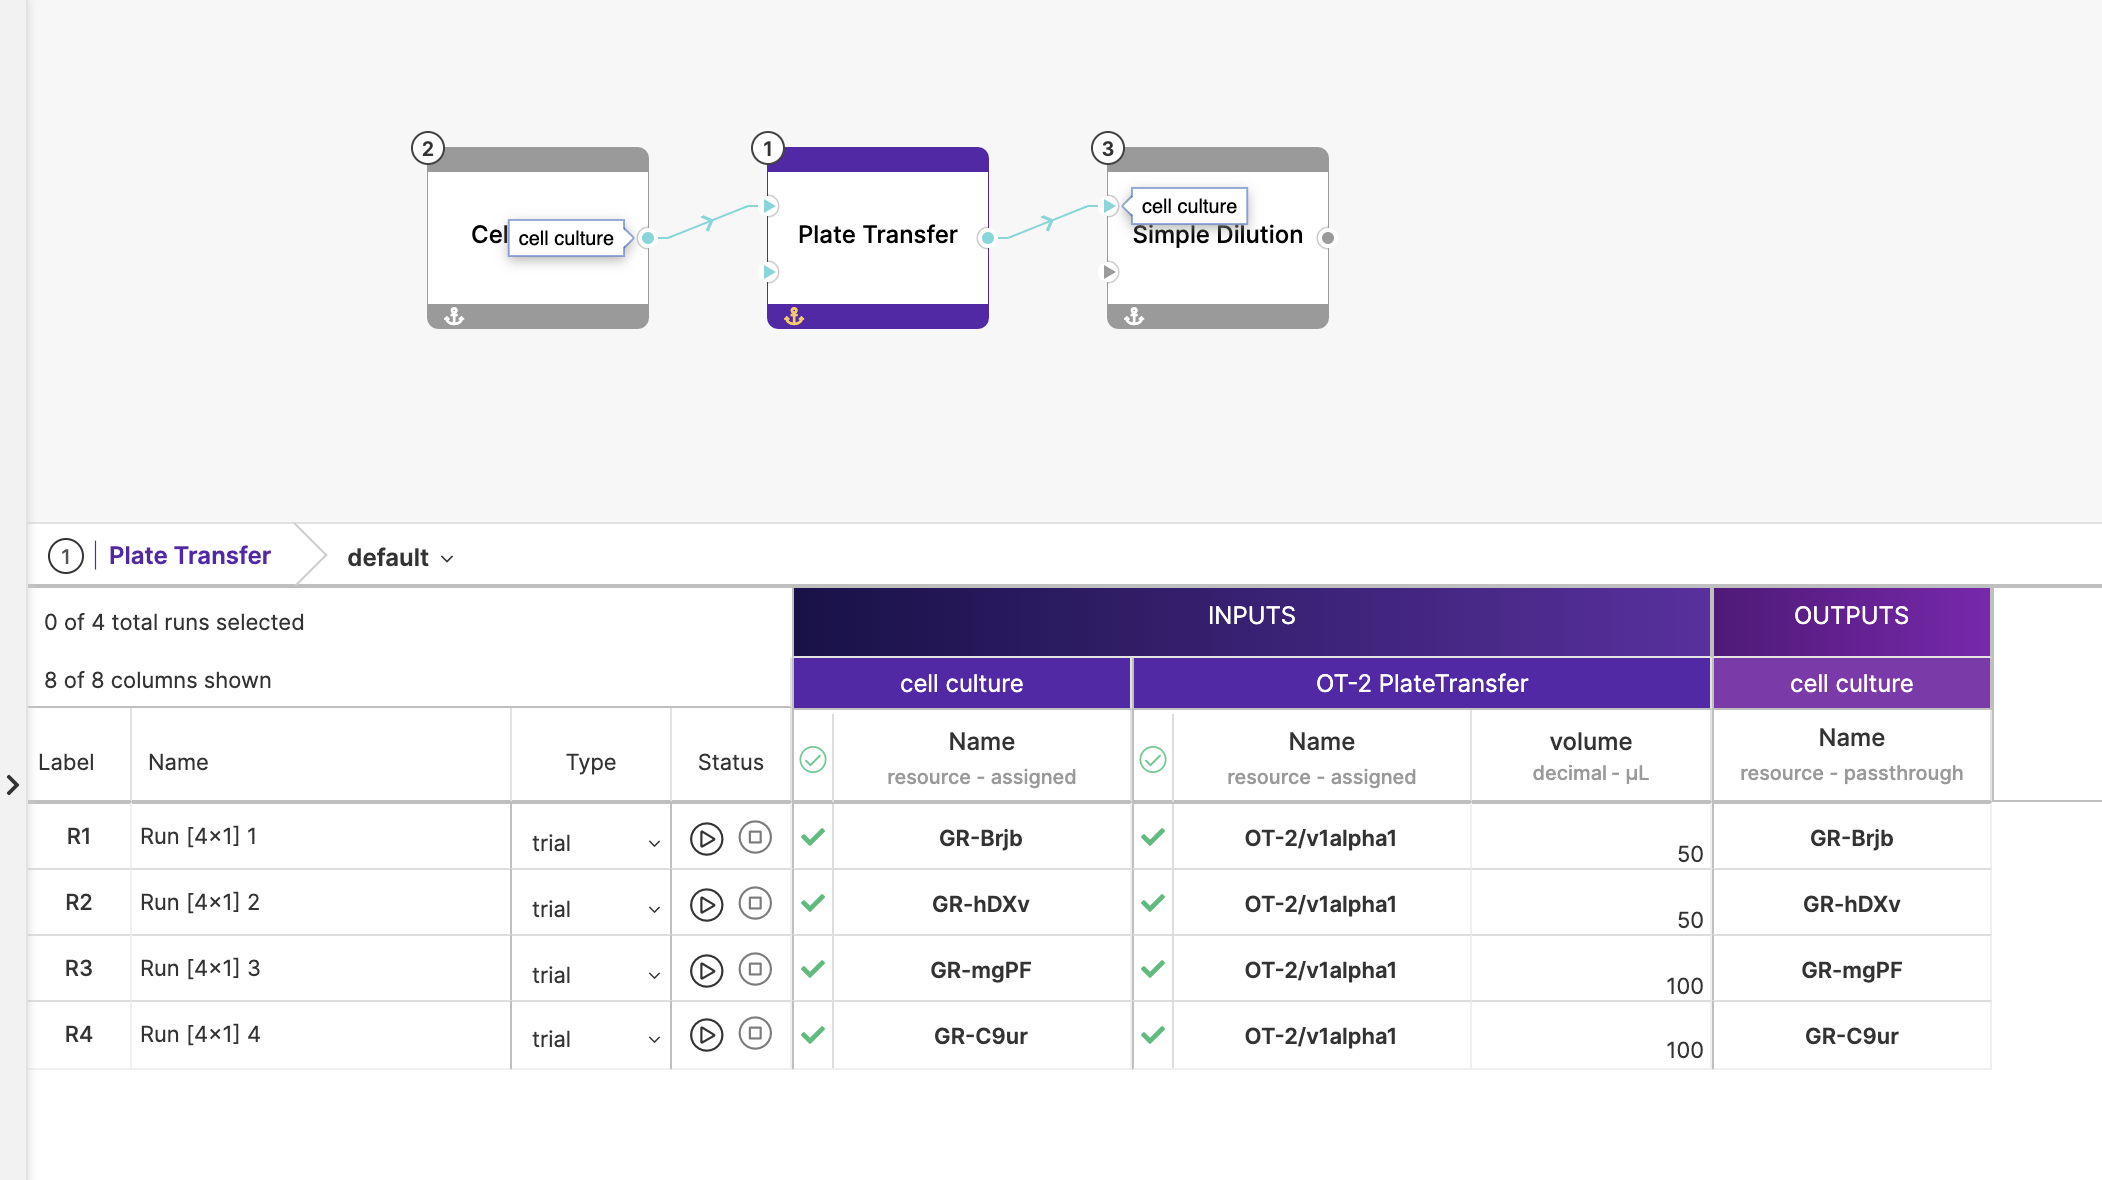 2
1
3
Cel
cell culture
Plate Transfer
cell culture
Simple Dilution
1 Plate Transfer default
0 of 4 total runs selected
8 of 8 columns shown
INPUTS OUTPUTS
cell culture OT-2 PlateTransfer cell culture
Label Name Type Status Name Name volume Name
resource - assigned resource - assigned decimal - µL resource - passthrough
R1 Run [4×1] 1 trial GR-Brjb OT-2/v1alpha1 50 GR-Brjb
R2 Run [4×1] 2 trial GR-hDXv OT-2/v1alpha1 50 GR-hDXv
R3 Run [4×1] 3 trial GR-mgPF OT-2/v1alpha1 100 GR-mgPF
R4 Run [4×1] 4 trial GR-C9ur OT-2/v1alpha1 100 GR-C9ur